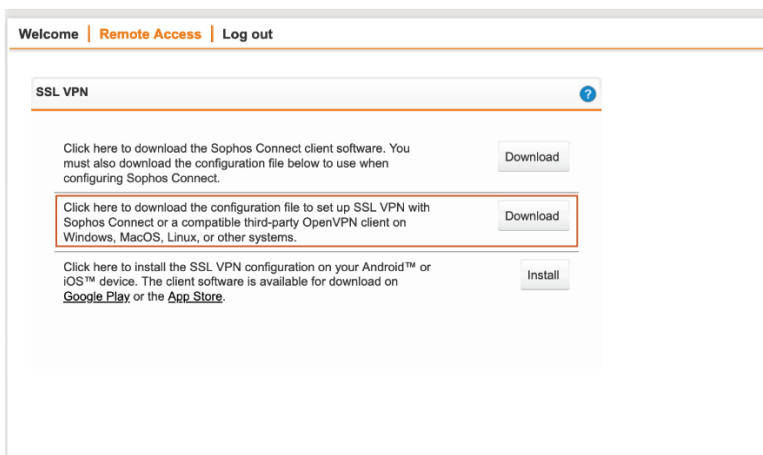 Welcome | Remote Access | Log out
SSL VPN
?
Click here to download the Sophos Connect client software. You
must also download the configuration file below to use when
configuring Sophos Connect.
Download
Click here to download the configuration file to set up SSL VPN with
Sophos Connect or a compatible third-party OpenVPN client on
Windows, MacOS, Linux, or other systems.
Download
Click here to install the SSL VPN configuration on your Android™ or
iOS™ device. The client software is available for download on
Google Play or the App Store.
Install